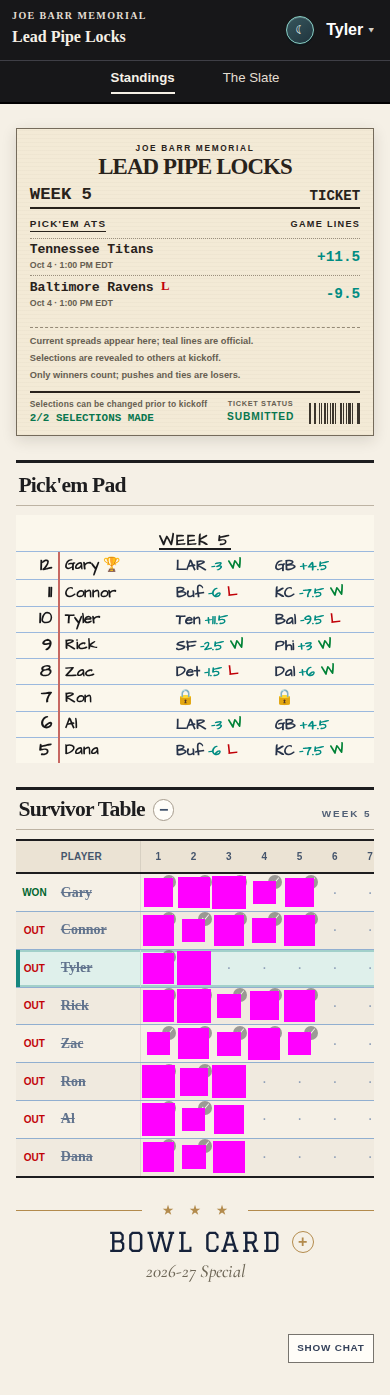 JOE BARR MEMORIAL
Lead Pipe Locks
Tyler
Standings The Slate
JOE BARR MEMORIAL
LEAD PIPE LOCKS
WEEK 5 TICKET
PICK'EM ATS GAME LINES
Tennessee Titans +11.5
Oct 4 · 1:00 PM EDT
Baltimore Ravens L -9.5
Oct 4 · 1:00 PM EDT
Current spreads appear here; teal lines are official.
Selections are revealed to others at kickoff.
Only winners count; pushes and ties are losers.
Selections can be changed prior to kickoff TICKET STATUS
2/2 SELECTIONS MADE SUBMITTED
Pick'em Pad
WEEK 5
12 Gary 🏆 LAR -3 W GB +4.5
11 Connor Buf -6 L KC -7.5 W
10 Tyler Ten +11.5 Bal -9.5 L
9 Rick SF -2.5 W Phi +3 W
8 Zac Det -1.5 L Dal +6 W
7 Ron 🔒 🔒
6 Al LAR -3 W GB +4.5
5 Dana Buf -6 L KC -7.5 W
Survivor Table − WEEK 5
PLAYER 1 2 3 4 5 6 7
WON Gary · ·
OUT Connor · ·
OUT Tyler · · · · ·
OUT Rick · ·
OUT Zac · ·
OUT Ron · · · ·
OUT Al · · · ·
OUT Dana · · · ·
★ ★ ★
BOWL CARD +
2026-27 Special
SHOW CHAT